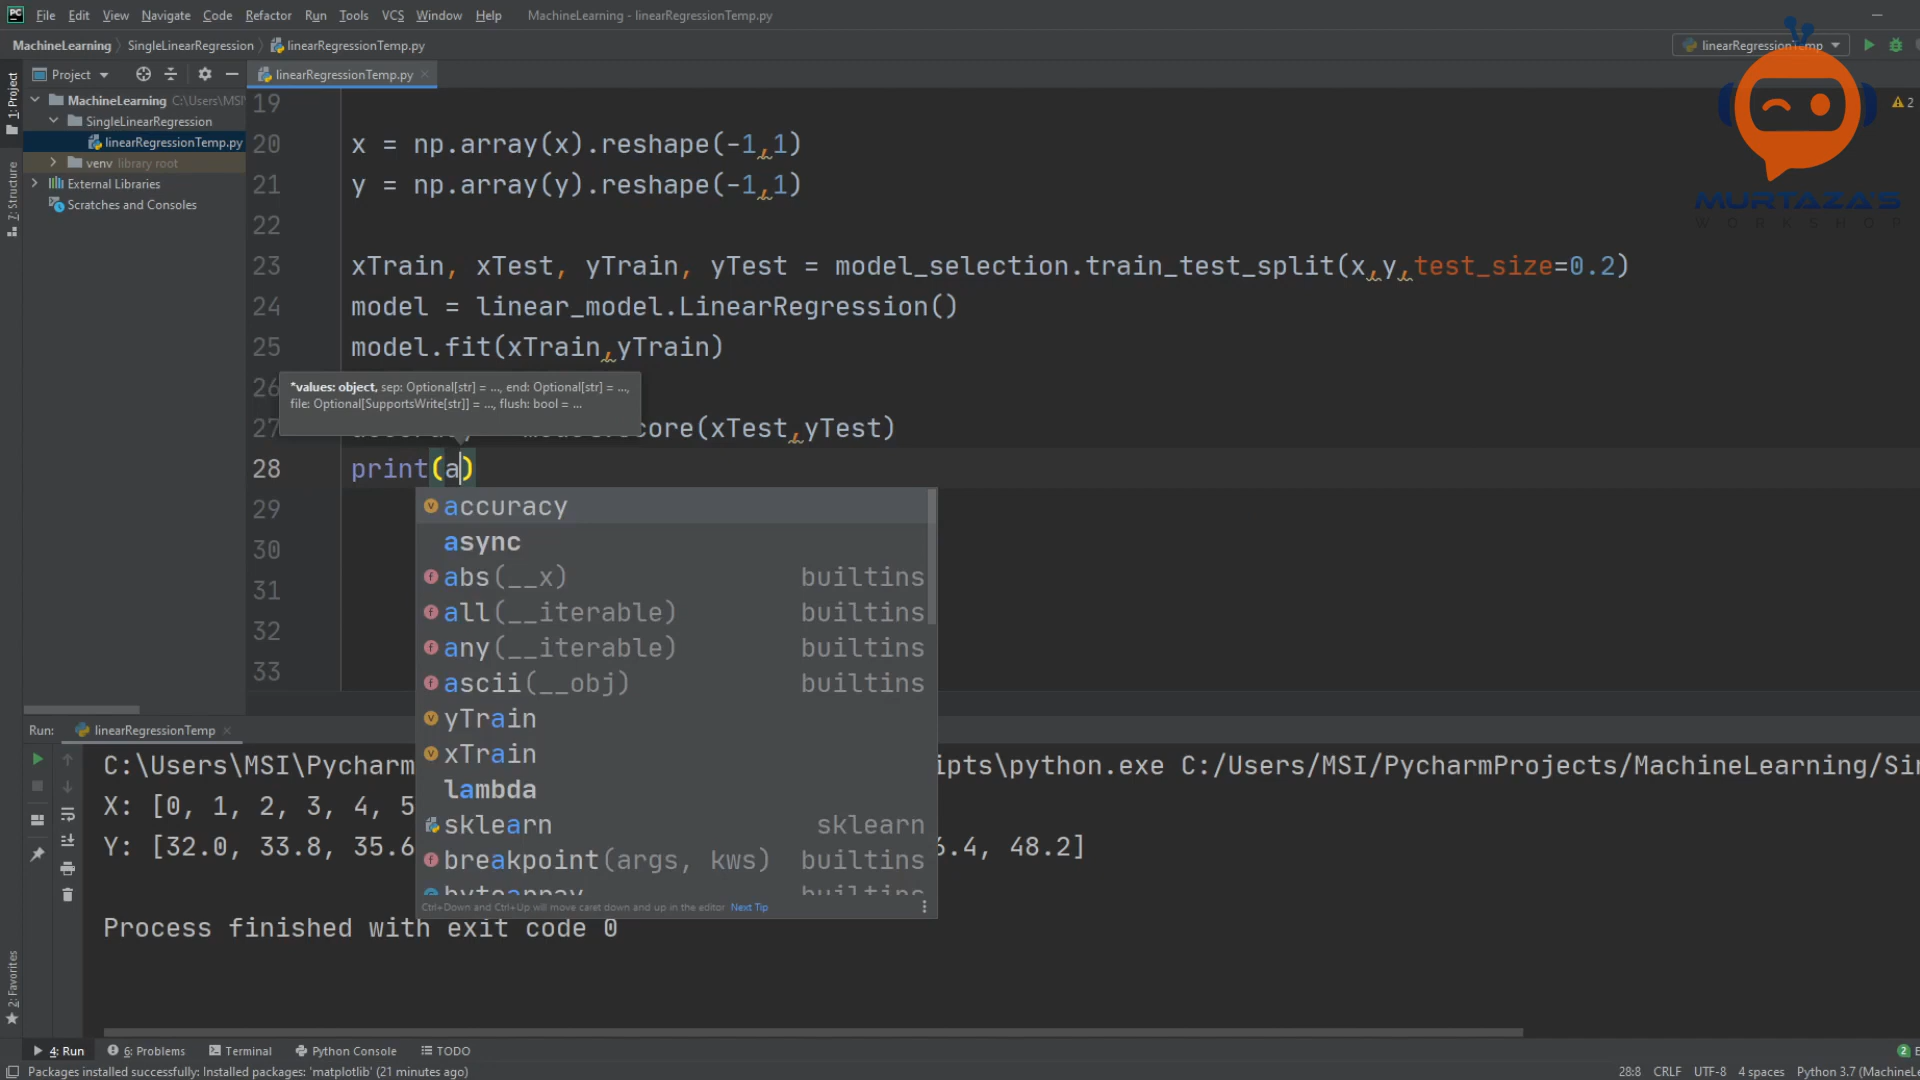 PC File Edit View Navigate Code Refactor Run Tools VCS Window Help MachineLearning - linearRegressionTemp.py
MachineLearning SingleLinearRegression linearRegressionTemp.py linearRegressionTemp
Project linearRegressionTemp.py
1: Project
MachineLearning C:\Users\MSI\
SingleLinearRegression
linearRegressionTemp.py
venv library root
External Libraries
Scratches and Consoles
7: Structure
2
MURTAZA'S
WORKSHOP
19
20 x = np.array(x).reshape(-1,1)
21 y = np.array(y).reshape(-1,1)
22
23 xTrain, xTest, yTrain, yTest = model_selection.train_test_split(x,y,test_size=0.2)
24 model = linear_model.LinearRegression()
25 model.fit(xTrain,yTrain)
*values: object, sep: Optional[str] = ..., end: Optional[str] = ...,
file: Optional[SupportsWrite[str]] = ..., flush: bool = ...
core(xTest,yTest)
28 print(a)
29
30
31
32
33
accuracy
async
abs(__x) builtins
all(__iterable) builtins
any(__iterable) builtins
ascii(__obj) builtins
yTrain
xTrain
lambda
sklearn sklearn
breakpoint(args, kws) builtins
Ctrl+Down and Ctrl+Up will move caret down and up in the editor Next Tip
Run: linearRegressionTemp
C:\Users\MSI\Pycharm ipts\python.exe C:/Users/MSI/PycharmProjects/MachineLearning/Si
X: [0, 1, 2, 3, 4, 5
Y: [32.0, 33.8, 35.6 6.4, 48.2]
Process finished with exit code 0
2: Favorites
4: Run 6: Problems Terminal Python Console TODO 2
Packages installed successfully: Installed packages: 'matplotlib' (21 minutes ago) 28:8 CRLF UTF-8 4 spaces Python 3.7 (MachineLe